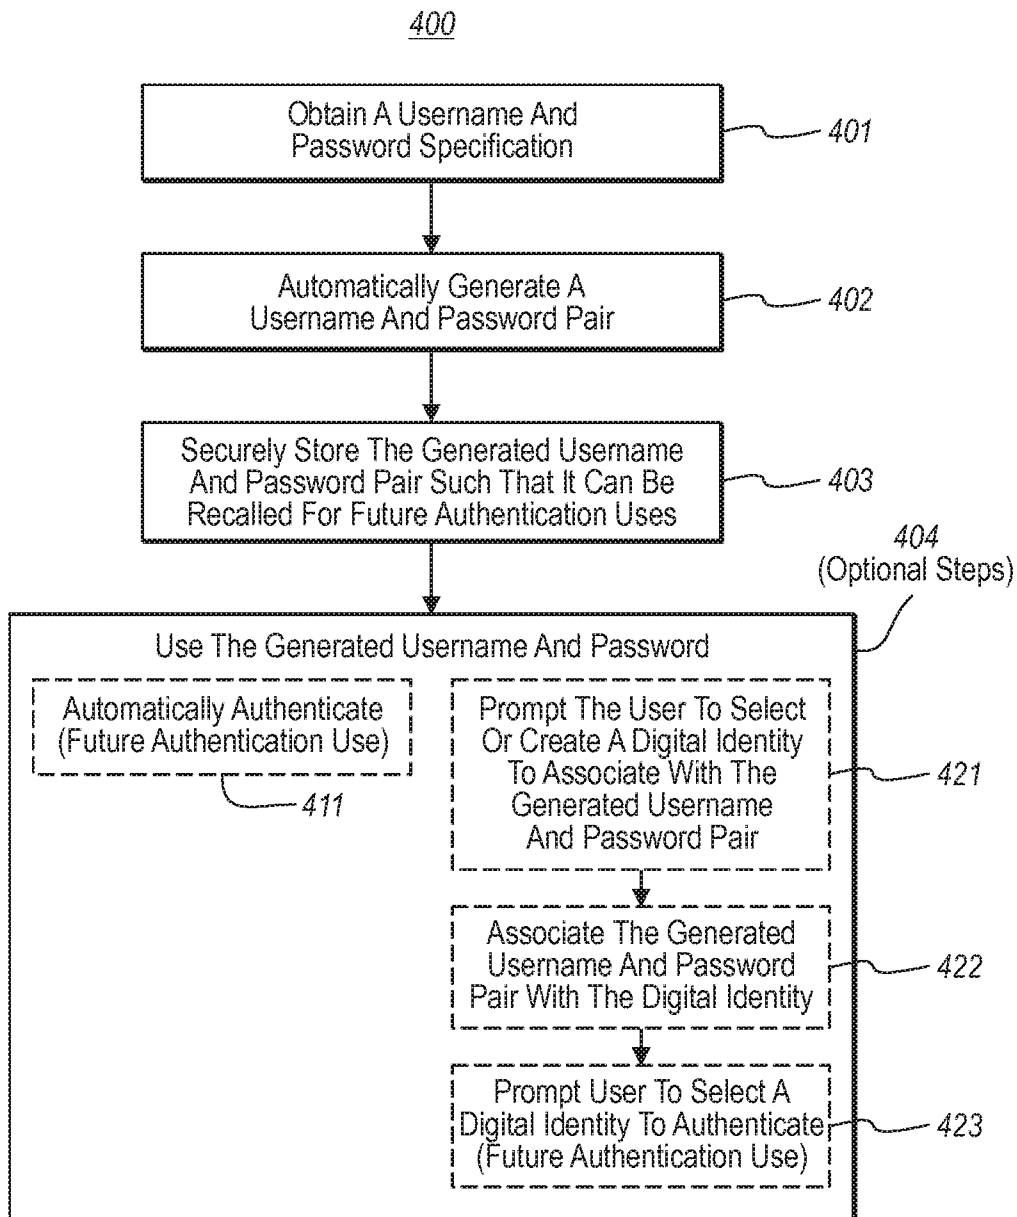 400
Obtain A Username And
Password Specification
401
Automatically Generate A
Username And Password Pair
402
Securely Store The Generated Username
And Password Pair Such That It Can Be
Recalled For Future Authentication Uses
403
404
(Optional Steps)
Use The Generated Username And Password
Automatically Authenticate
(Future Authentication Use)
411
Prompt The User To Select
Or Create A Digital Identity
To Associate With The
Generated Username
And Password Pair
421
Associate The Generated
Username And Password
Pair With The Digital Identity
422
Prompt User To Select A
Digital Identity To Authenticate
(Future Authentication Use)
423